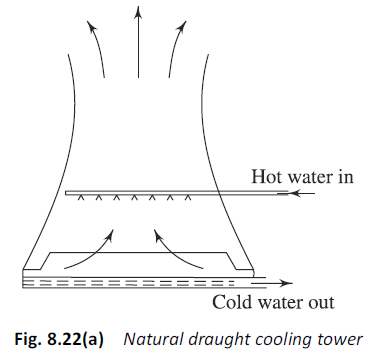 Hot water in
Cold water out
Fig. 8.22(a) Natural draught cooling tower